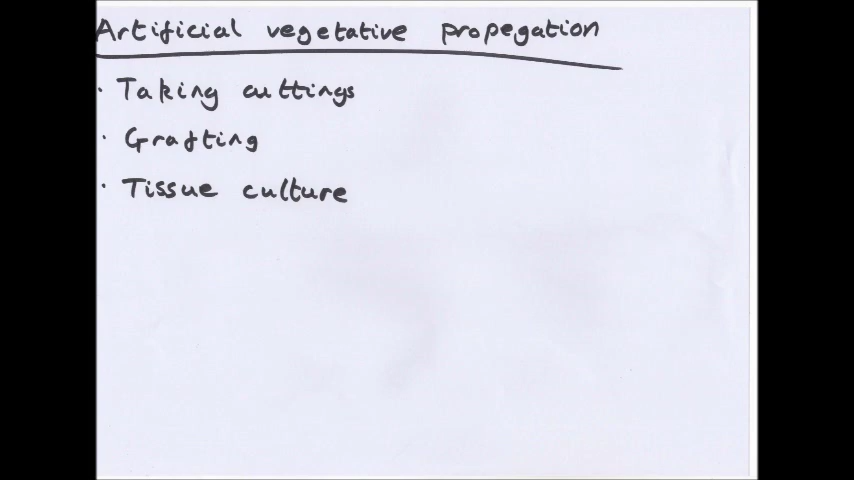 Artificial vegetative propegation
· Taking cuttings
· Grafting
· Tissue culture